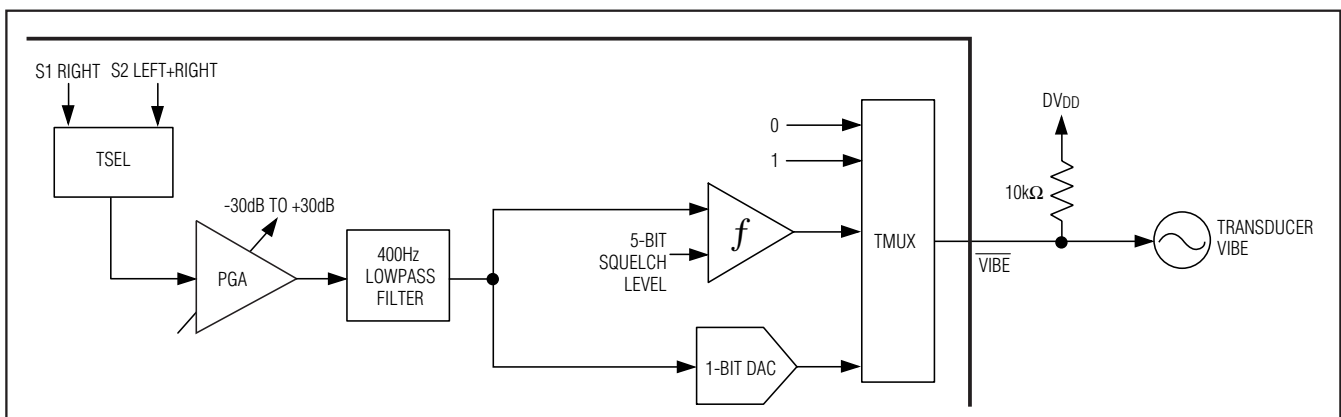 S1 RIGHT
S2 LEFT+RIGHT
TSEL
-30dB TO +30dB
PGA
400Hz
LOWPASS
FILTER
0
1
f
5-BIT
SQUELCH
LEVEL
1-BIT DAC
TMUX
VIBE
DVDD
10kΩ
TRANSDUCER
VIBE